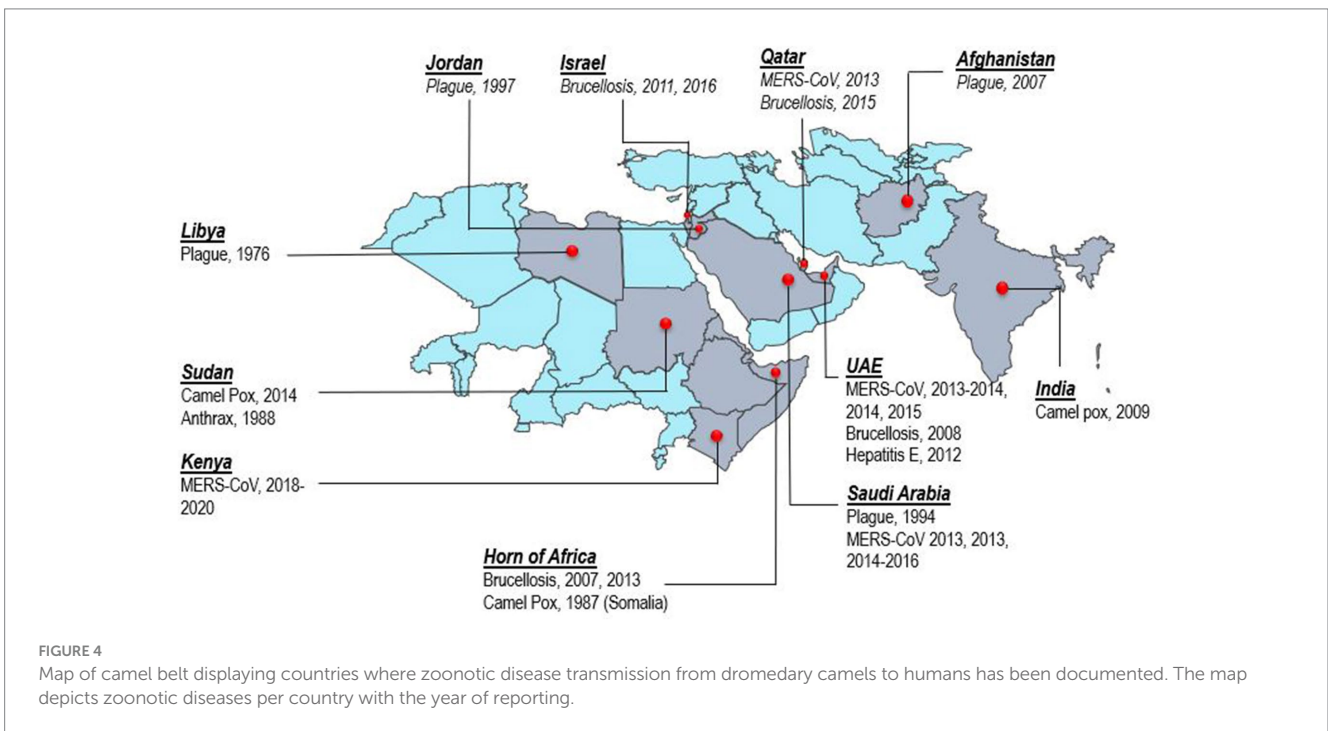 Jordan
Plague, 1997
Israel
Brucellosis, 2011, 2016
Qatar
MERS-CoV, 2013
Brucellosis, 2015
Afghanistan
Plague, 2007
Libya
Plague, 1976
Sudan
Camel Pox, 2014
Anthrax, 1988
Kenya
MERS-CoV, 2018-
2020
Horn of Africa
Brucellosis, 2007, 2013
Camel Pox, 1987 (Somalia)
UAE
MERS-CoV, 2013-2014,
2014, 2015
Brucellosis, 2008
Hepatitis E, 2012
India
Camel pox, 2009
Saudi Arabia
Plague, 1994
MERS-CoV 2013, 2013,
2014-2016
FIGURE 4
Map of camel belt displaying countries where zoonotic disease transmission from dromedary camels to humans has been documented. The map
depicts zoonotic diseases per country with the year of reporting.